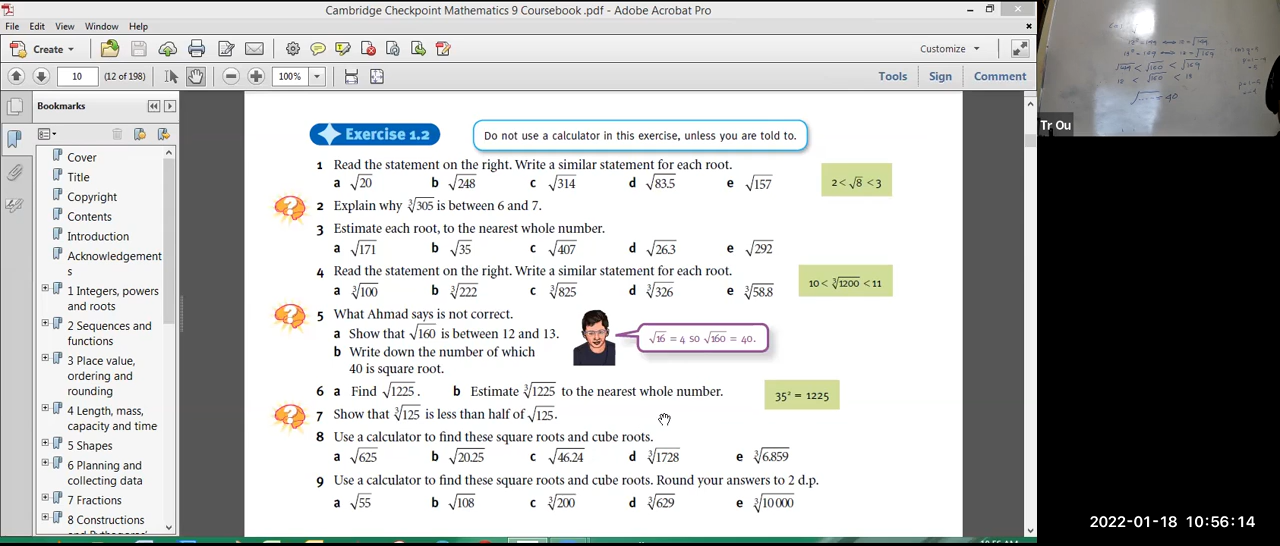 Cambridge Checkpoint Mathematics 9 Coursebook .pdf - Adobe Acrobat Pro
File Edit View Window Help
Create
Customize
10 (12 of 198)
100%
Tools Sign Comment
Bookmarks
Cover
Title
Copyright
Contents
Introduction
Acknowledgement
s
1 Integers, powers
and roots
2 Sequences and
functions
3 Place value,
ordering and
rounding
4 Length, mass,
capacity and time
5 Shapes
6 Planning and
collecting data
7 Fractions
8 Constructions
Exercise 1.2
Do not use a calculator in this exercise, unless you are told to.
1 Read the statement on the right. Write a similar statement for each root.
a √20 b √248 c √314 d √83.5 e √157
2 < √8 < 3
2 Explain why ∛305 is between 6 and 7.
3 Estimate each root, to the nearest whole number.
a √171 b √35 c √407 d √26.3 e √292
4 Read the statement on the right. Write a similar statement for each root.
a ∛100 b ∛222 c ∛825 d ∛326 e ∛58.8
10 < ∛1200 < 11
5 What Ahmad says is not correct.
a Show that √160 is between 12 and 13.
b Write down the number of which
40 is square root.
√16 = 4 so √160 = 40.
6 a Find √1225. b Estimate ∛1225 to the nearest whole number.
35² = 1225
7 Show that ∛125 is less than half of √125.
8 Use a calculator to find these square roots and cube roots.
a √625 b √20.25 c √46.24 d ∛1728 e ∛6.859
9 Use a calculator to find these square roots and cube roots. Round your answers to 2 d.p.
a √55 b √108 c ∛200 d ∛629 e ∛10 000
Tr Ou
2022-01-18 10:56:14